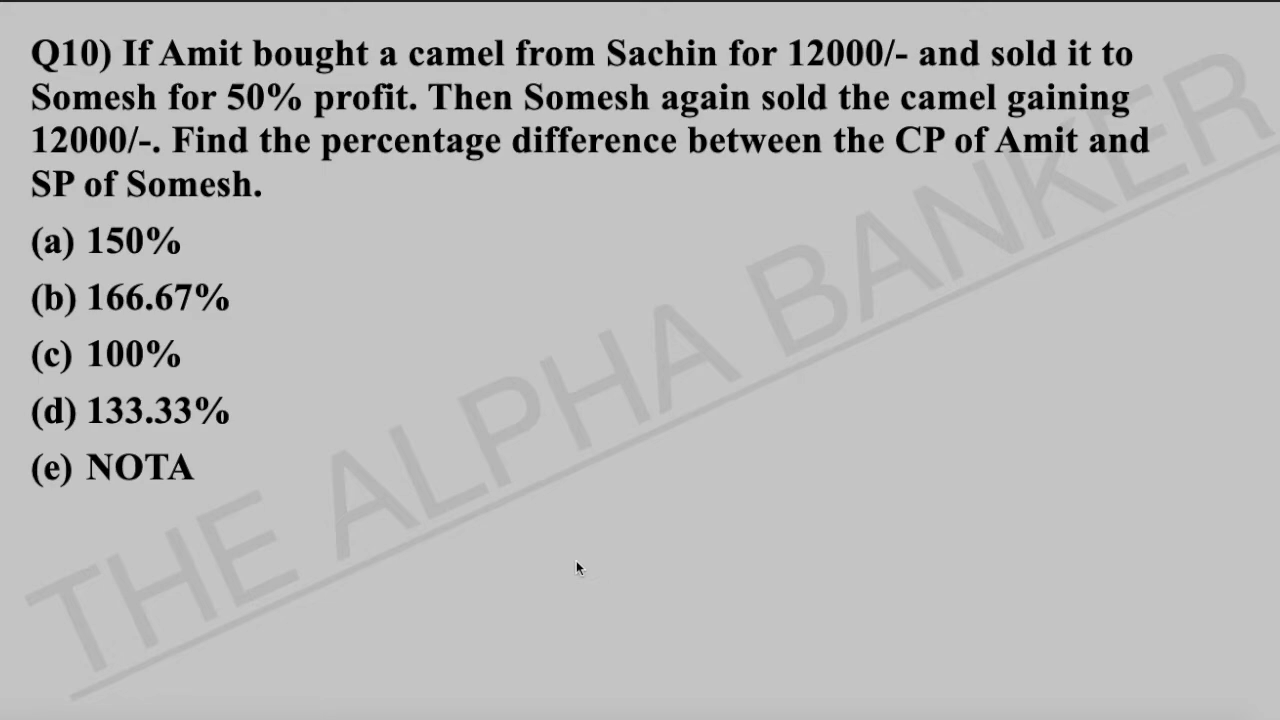 Q10) If Amit bought a camel from Sachin for 12000/- and sold it to
Somesh for 50% profit. Then Somesh again sold the camel gaining
12000/-. Find the percentage difference between the CP of Amit and
SP of Somesh.
(a) 150%
(b) 166.67%
(c) 100%
(d) 133.33%
(e) NOTA
THE ALPHA BANKER